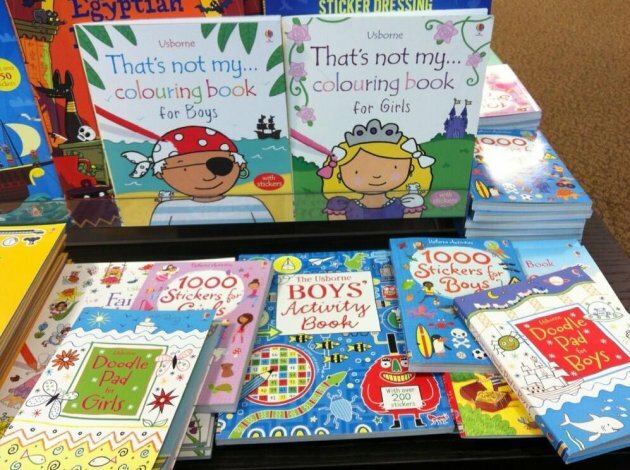 Egyptian
STICKER DRESSING
Usborne
That's not my...
colouring book
for Boys
with
stickers
Usborne
That's not my...
colouring book
for Girls
with
stickers
50
1000
1000
Stickers for
Girls
The Usborne
BOYS'
Activity
Book
With over
200
stickers
Usborne Activities
1000
Stickers for
Boys
Book
Usborne
Doodle
Pad for
Girls
Usborne
Doodle
Pad for
Boys